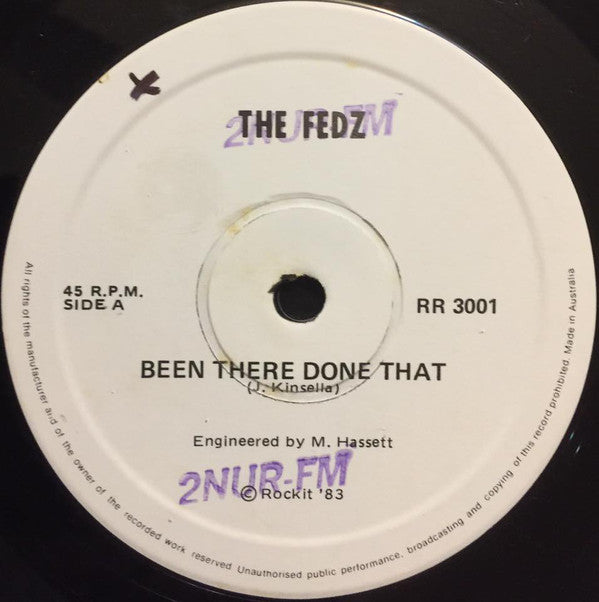 X
2NUR-FM
THE FEDZ
45 R.P.M.
SIDE A
RR 3001
BEEN THERE DONE THAT
(J. Kinsella)
Engineered by M. Hassett
2NUR-FM
© Rockit '83
All rights of the manufacturer and of the owner of the recorded work reserved Unauthorised public performance, broadcasting and copying of this record prohibited. Made in Australia